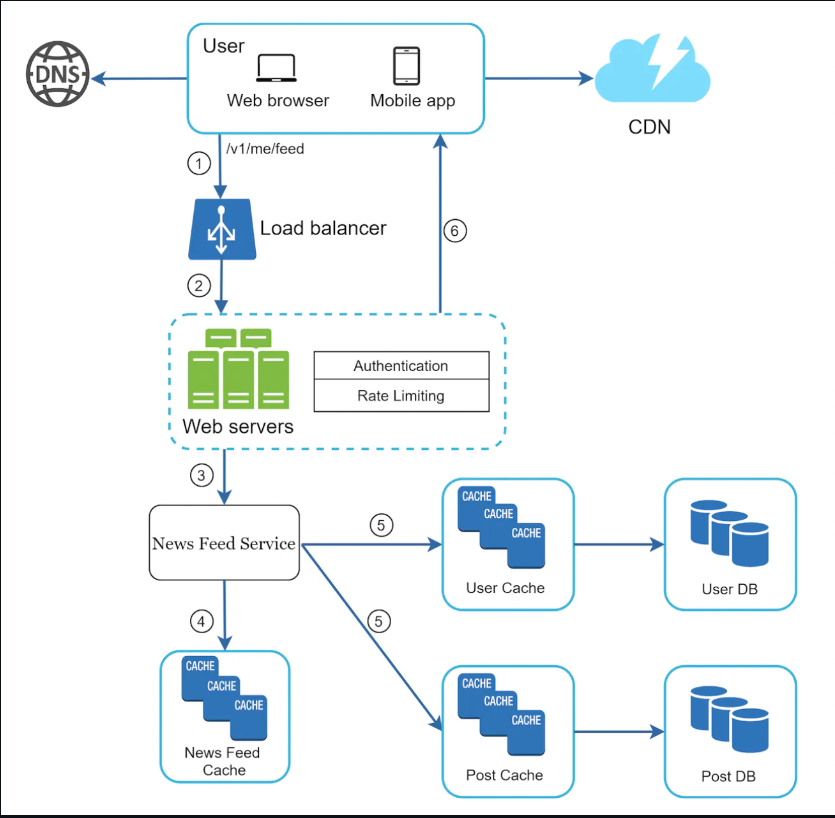 User
DNS
Web browser
Mobile app
CDN
/v1/me/feed
1
Load balancer
6
2
Authentication
Rate Limiting
Web servers
3
News Feed Service
5
CACHE
CACHE
CACHE
User Cache
User DB
4
5
CACHE
CACHE
CACHE
News Feed
Cache
CACHE
CACHE
CACHE
Post Cache
Post DB